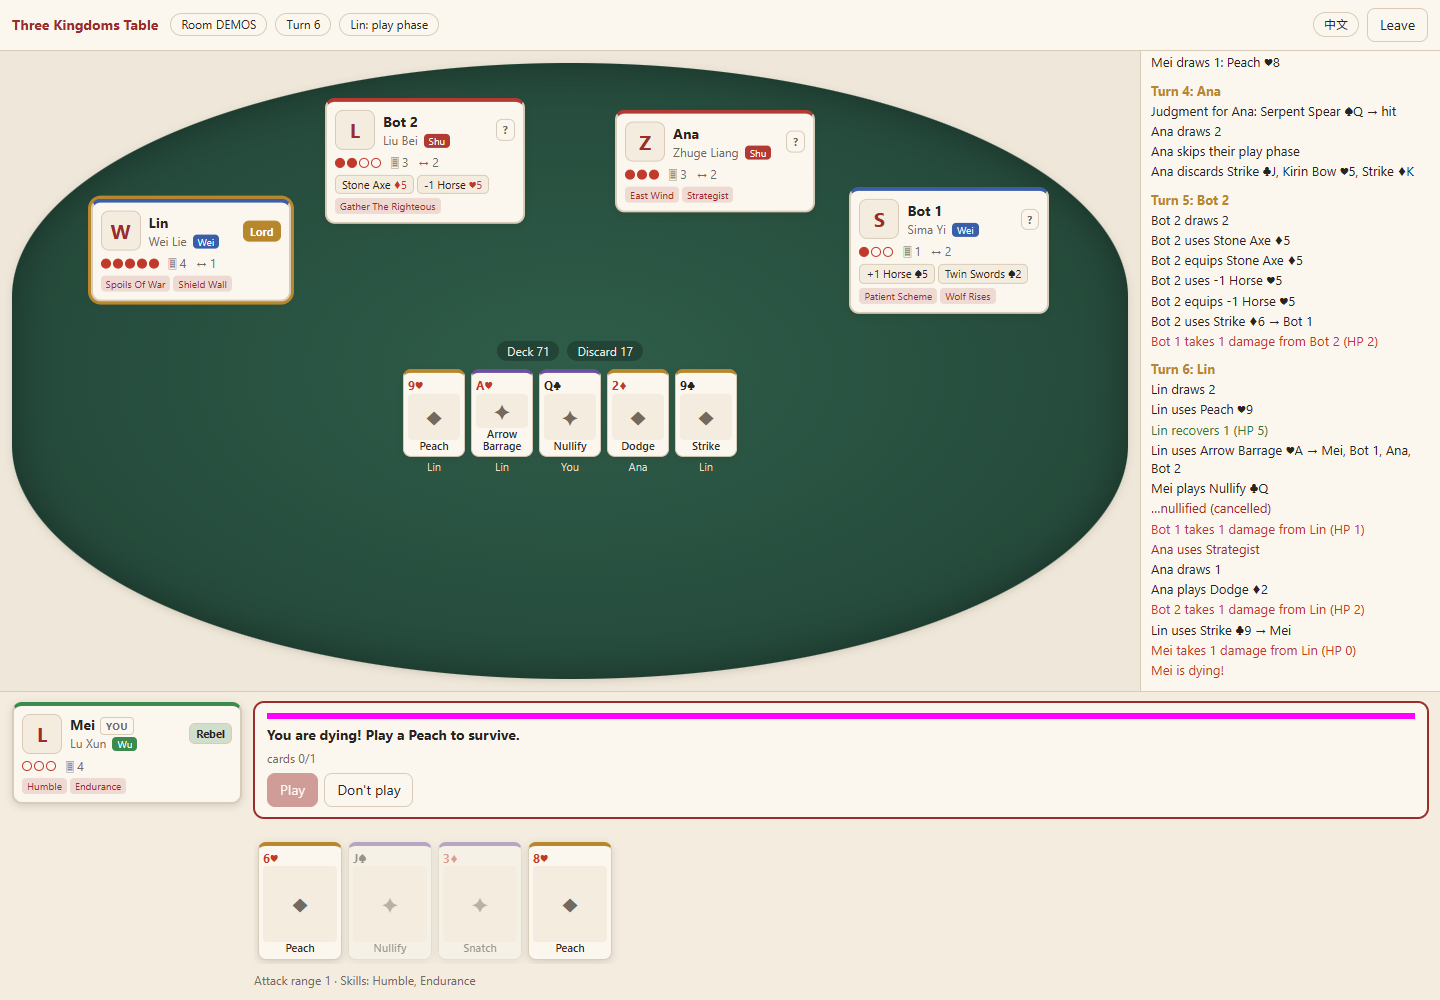 Three Kingdoms Table
Room DEMOS
Turn 6
Lin: play phase
中文
Leave
L
Bot 2
Liu Bei Shu
?
3 ↔ 2
Stone Axe ♦5
-1 Horse ♥5
Gather The Righteous
Z
Ana
Zhuge Liang Shu
?
3 ↔ 2
East Wind
Strategist
W
Lin
Wei Lie Wei
Lord
4 ↔ 1
Spoils Of War
Shield Wall
S
Bot 1
Sima Yi Wei
?
1 ↔ 2
+1 Horse ♠5
Twin Swords ♠2
Patient Scheme
Wolf Rises
Deck 71
Discard 17
9♥
Peach
Lin
A♥
Arrow
Barrage
Lin
Q♣
Nullify
You
2♦
Dodge
Ana
9♣
Strike
Lin
Mei draws 1: Peach ♥8
Turn 4: Ana
Judgment for Ana: Serpent Spear ♠Q → hit
Ana draws 2
Ana skips their play phase
Ana discards Strike ♣J, Kirin Bow ♥5, Strike ♦K
Turn 5: Bot 2
Bot 2 draws 2
Bot 2 uses Stone Axe ♦5
Bot 2 equips Stone Axe ♦5
Bot 2 uses -1 Horse ♥5
Bot 2 equips -1 Horse ♥5
Bot 2 uses Strike ♦6 → Bot 1
Bot 1 takes 1 damage from Bot 2 (HP 2)
Turn 6: Lin
Lin draws 2
Lin uses Peach ♥9
Lin recovers 1 (HP 5)
Lin uses Arrow Barrage ♥A → Mei, Bot 1, Ana,
Bot 2
Mei plays Nullify ♣Q
...nullified (cancelled)
Bot 1 takes 1 damage from Lin (HP 1)
Ana uses Strategist
Ana draws 1
Ana plays Dodge ♦2
Bot 2 takes 1 damage from Lin (HP 2)
Lin uses Strike ♣9 → Mei
Mei takes 1 damage from Lin (HP 0)
Mei is dying!
L
Mei YOU
Lu Xun Wu
Rebel
4
Humble
Endurance
You are dying! Play a Peach to survive.
cards 0/1
Play
Don't play
6♥
Peach
J♠
Nullify
3♦
Snatch
8♥
Peach
Attack range 1 · Skills: Humble, Endurance